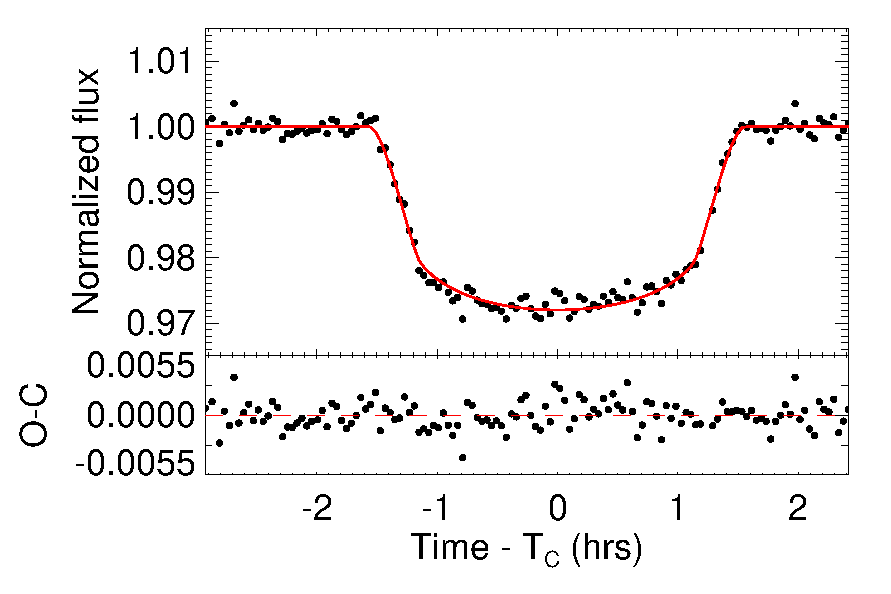 Normalized flux
1.01
1.00
0.99
0.98
0.97
O-C
0.0055
0.0000
-0.0055
-2 -1 0 1 2
Time - T_C (hrs)